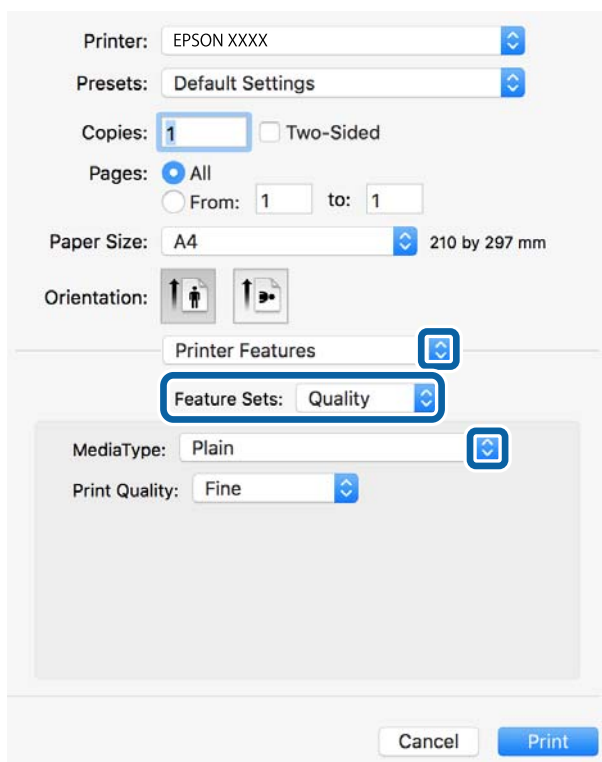 Printer: EPSON XXXX
Presets: Default Settings
Copies: 1 Two-Sided
Pages: All
From: 1 to: 1
Paper Size: A4 210 by 297 mm
Orientation:
Printer Features
Feature Sets: Quality
MediaType: Plain
Print Quality: Fine
Cancel Print